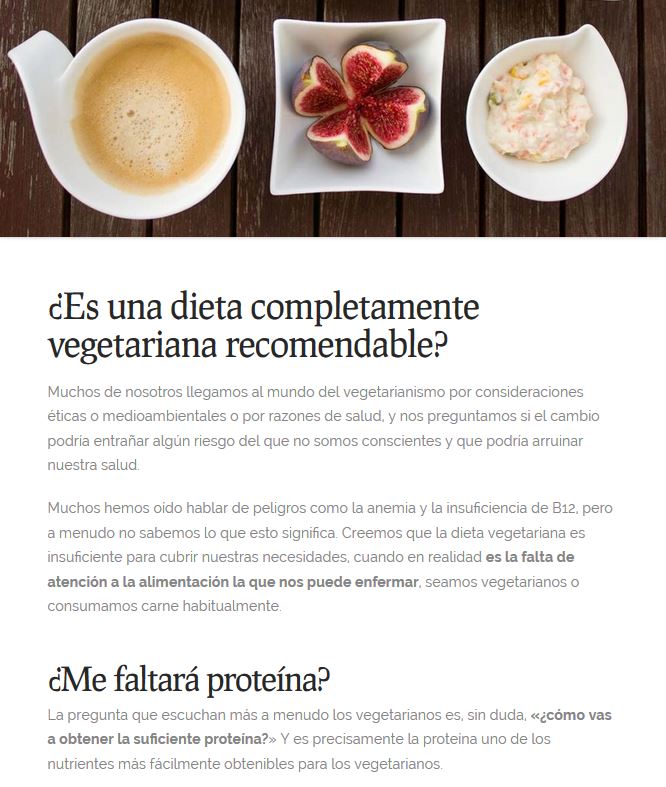 ¿Es una dieta completamente
vegetariana recomendable?
Muchos de nosotros llegamos al mundo del vegetarianismo por consideraciones
éticas o medioambientales o por razones de salud, y nos preguntamos si el cambio
podría entrañar algún riesgo del que no somos conscientes y que podría arruinar
nuestra salud.
Muchos hemos oído hablar de peligros como la anemia y la insuficiencia de B12, pero
a menudo no sabemos lo que esto significa. Creemos que la dieta vegetariana es
insuficiente para cubrir nuestras necesidades, cuando en realidad es la falta de
atención a la alimentación la que nos puede enfermar, seamos vegetarianos o
consumamos carne habitualmente.
¿Me faltará proteína?
La pregunta que escuchan más a menudo los vegetarianos es, sin duda, «¿cómo vas
a obtener la suficiente proteína?» Y es precisamente la proteina uno de los
nutrientes más fácilmente obtenibles para los vegetarianos.